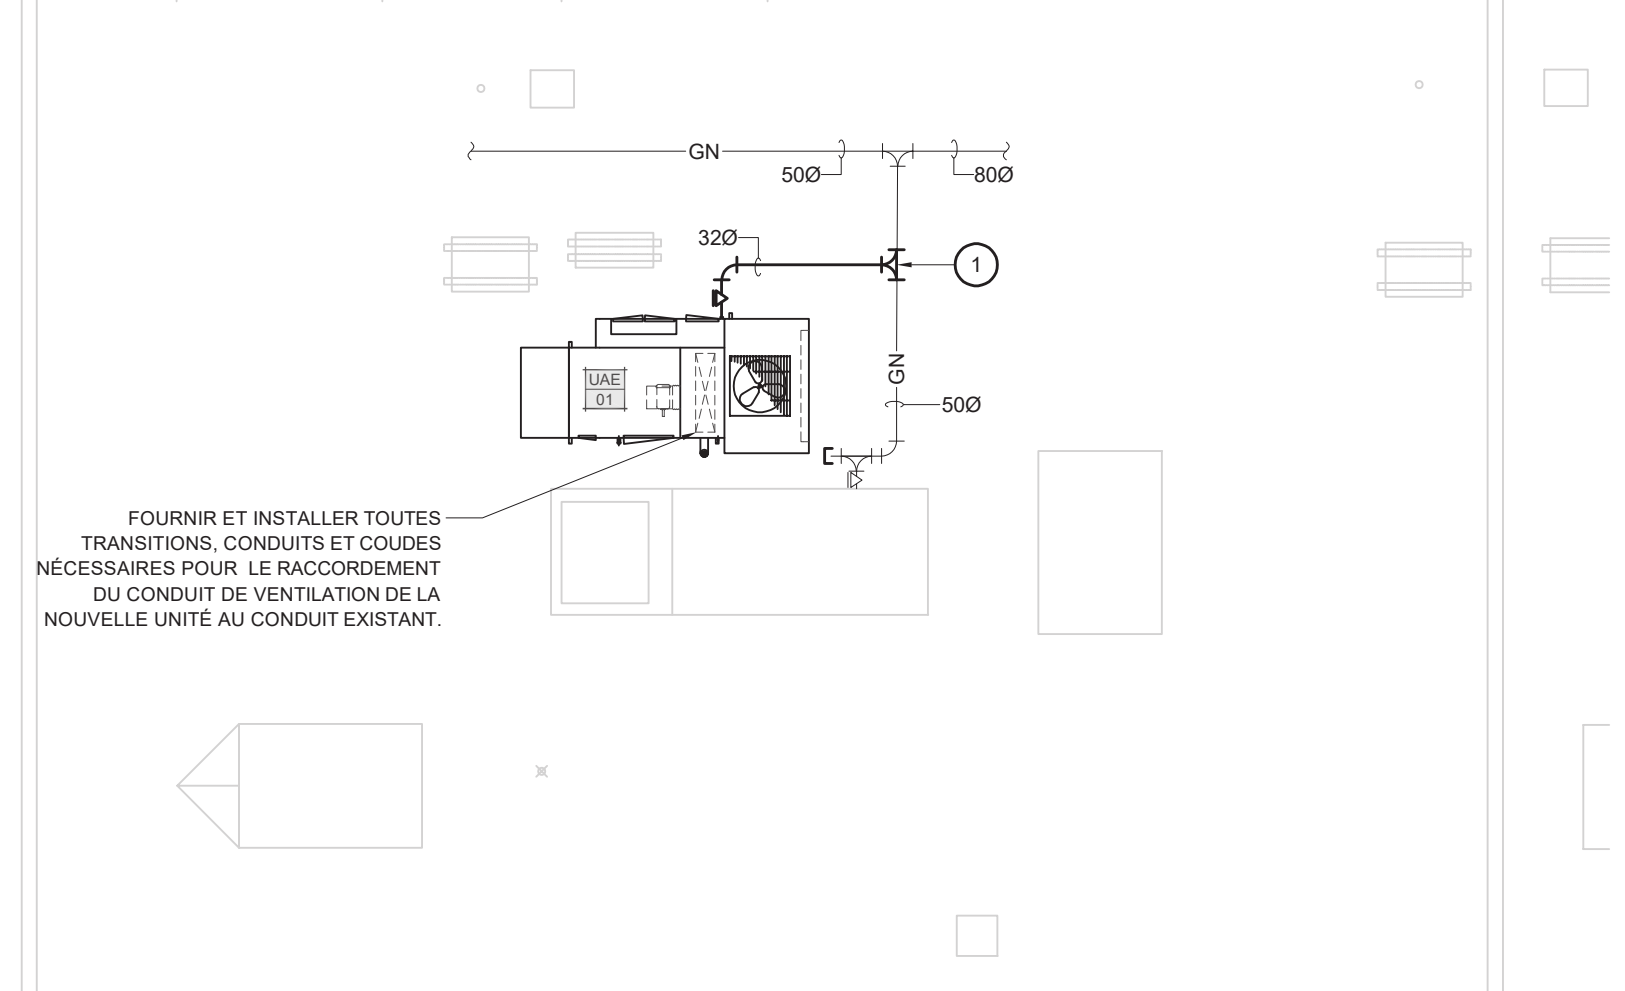 GN
50Ø
80Ø
32Ø
1
UAE
01
GN
50Ø
FOURNIR ET INSTALLER TOUTES
TRANSITIONS, CONDUITS ET COUDES
NÉCESSAIRES POUR LE RACCORDEMENT
DU CONDUIT DE VENTILATION DE LA
NOUVELLE UNITÉ AU CONDUIT EXISTANT.